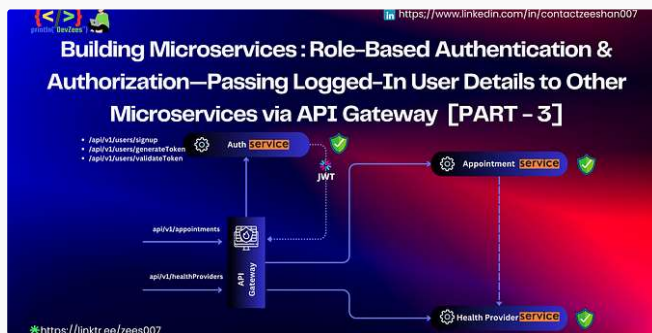 </>
println("DevZees")
https://www.linkedin.com/in/contactzeeshan007
Building Microservices : Role-Based Authentication &
Authorization—Passing Logged-In User Details to Other
Microservices via API Gateway [PART - 3]
/api/v1/users/signup
/api/v1/users/generateToken
/api/v1/users/validateToken
Auth service
JWT
Appointment service
api/v1/appointments
API
Gateway
api/v1/healthProviders
Health Provider service
https://linktr.ee/zees007